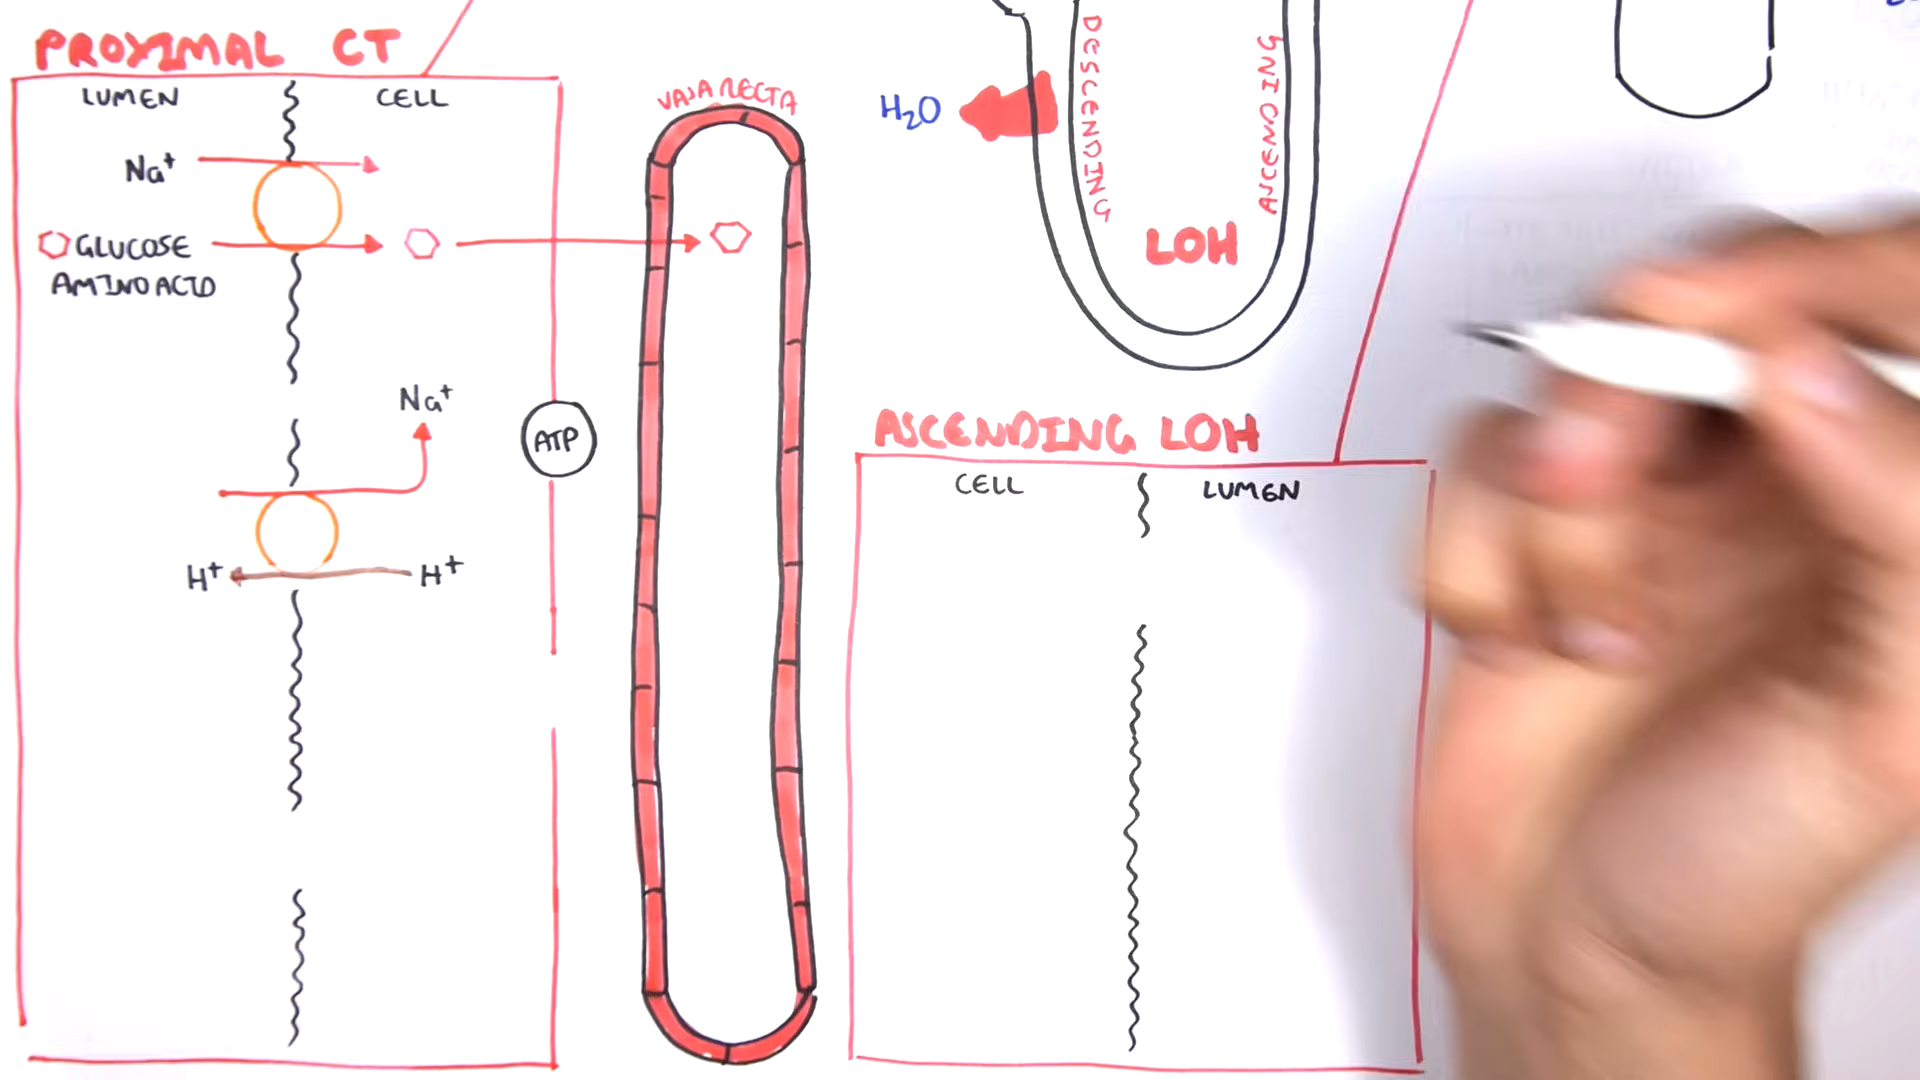 PROXIMAL CT
LUMEN
CELL
Na⁺
GLUCOSE
AMINO ACID
Na⁺
ATP
H⁺
H⁺
VASA RECTA
H₂O
DESCENDING
ASCENDING
LOH
ASCENDING LOH
CELL
LUMEN